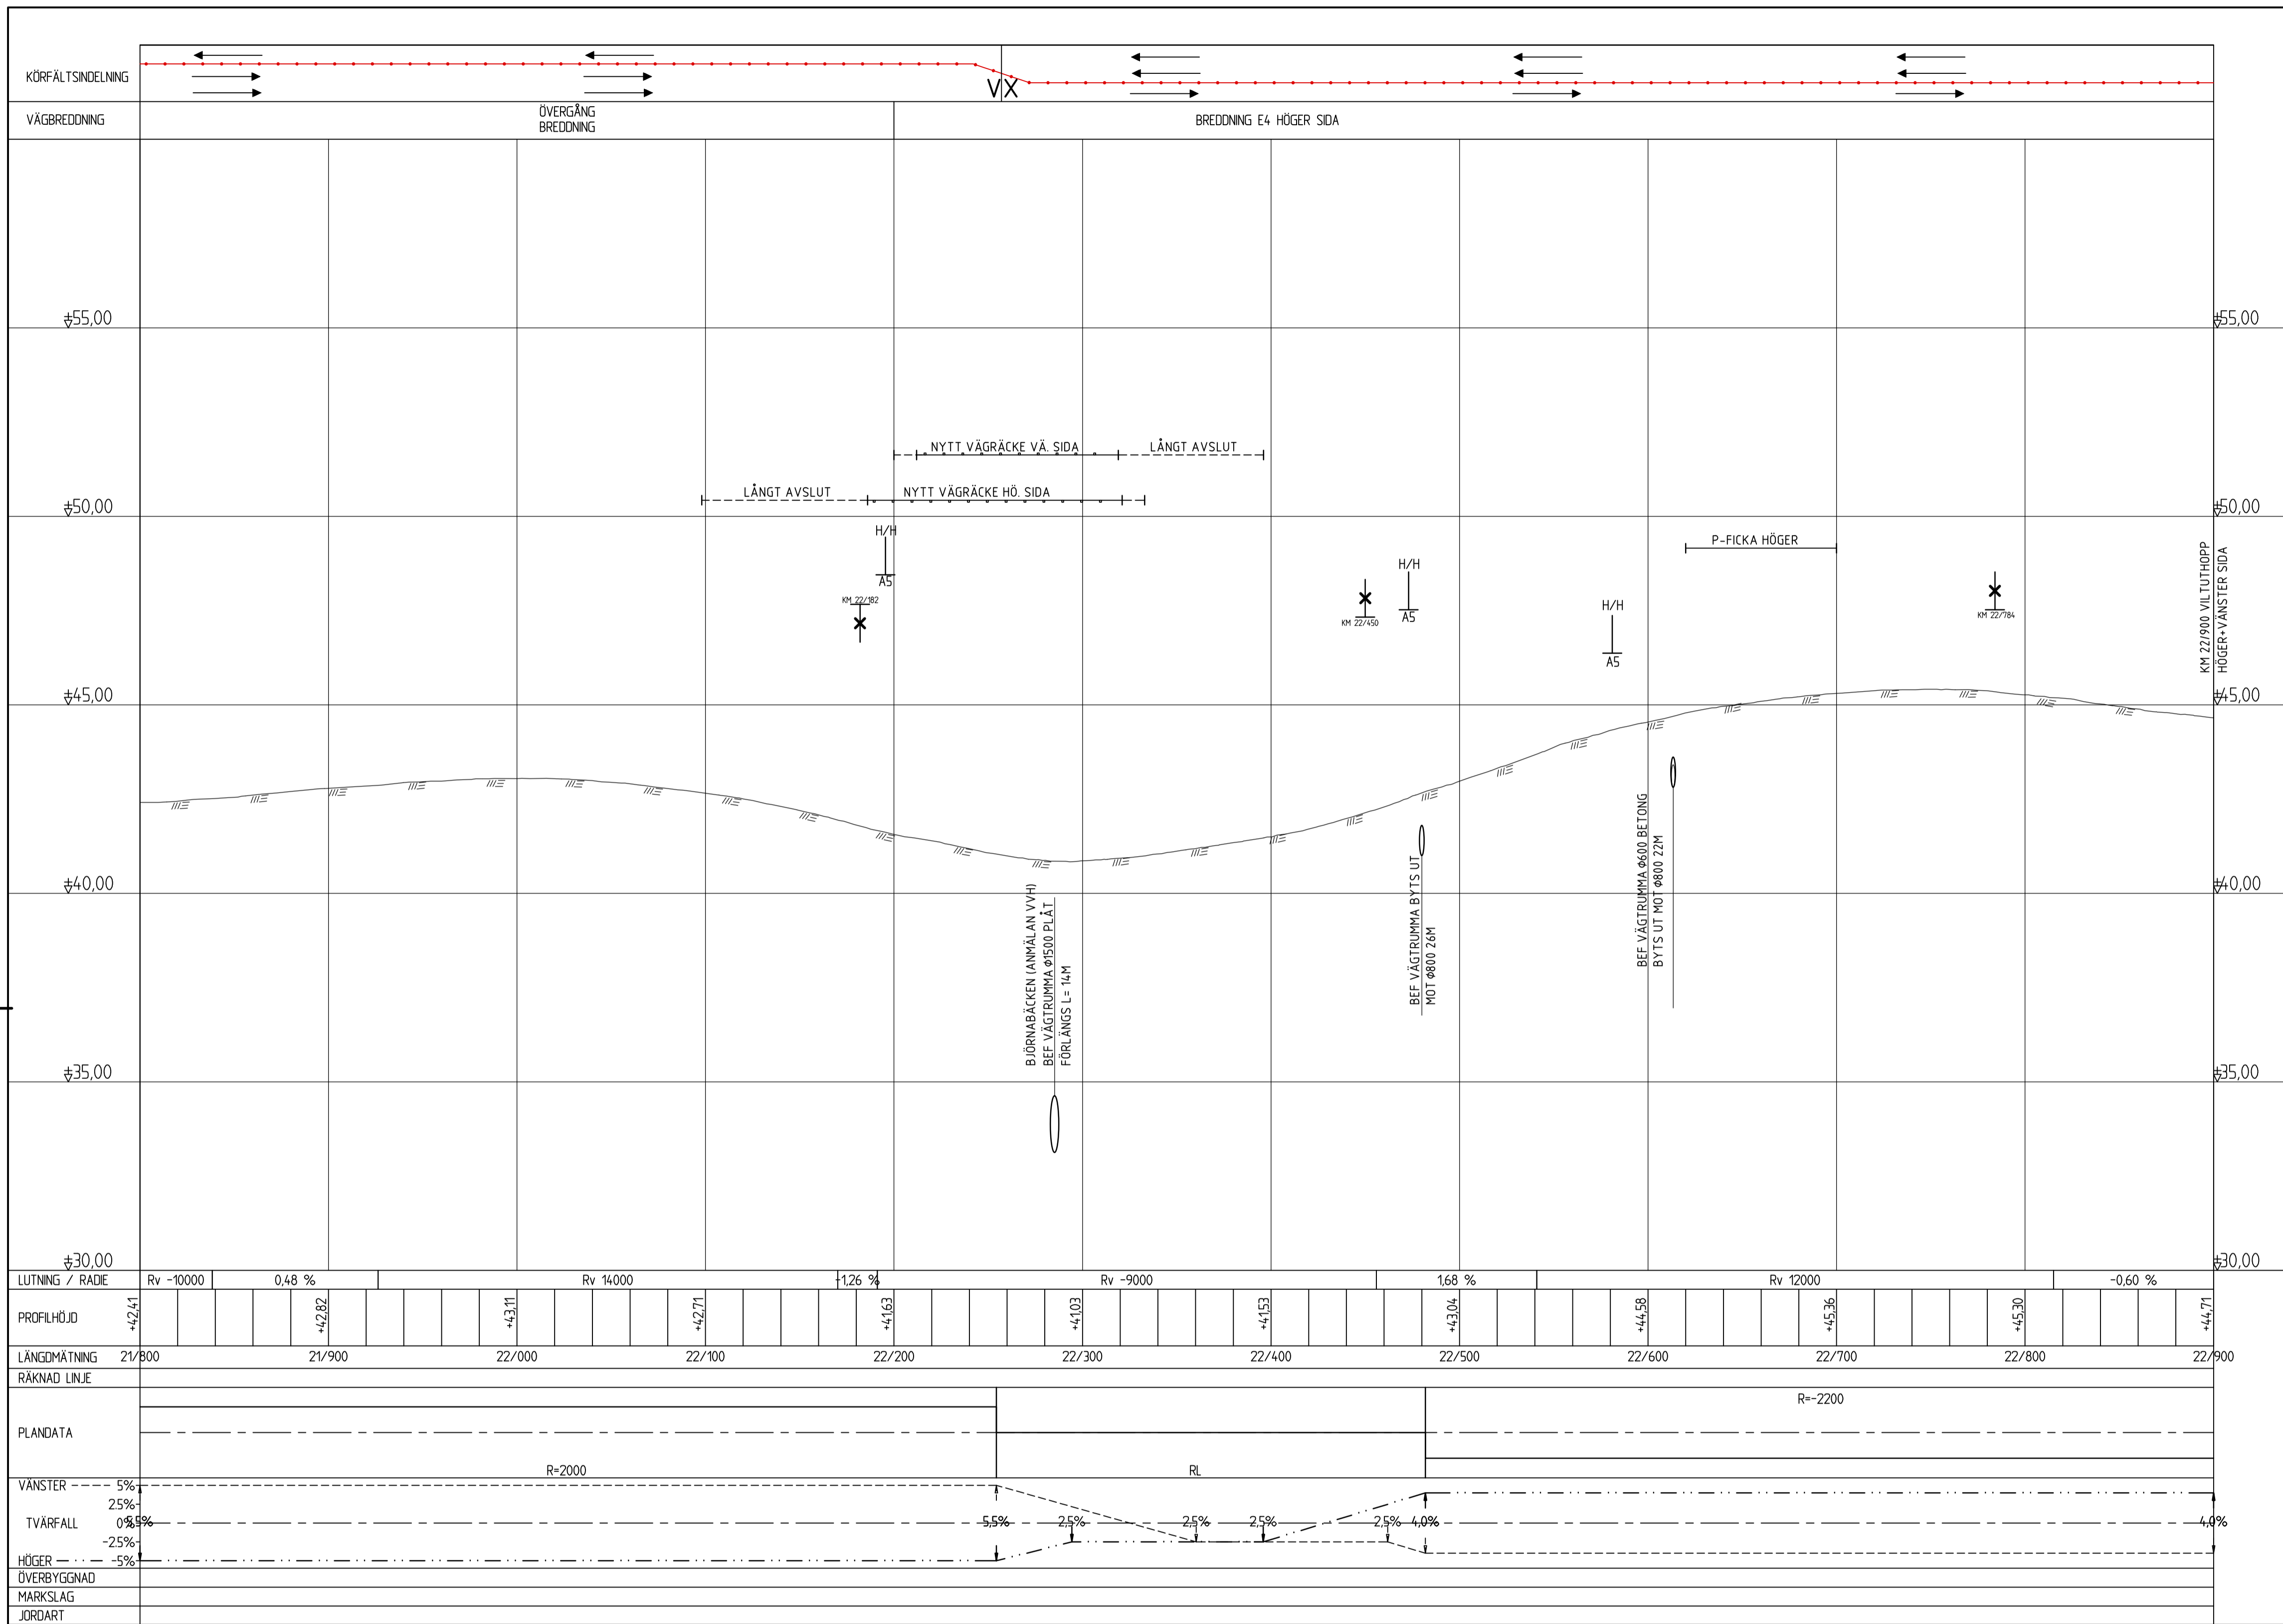 KÖRFÄLTSINDELNING
VX
VÄGBREDDNING
ÖVERGÅNG
BREDDNING
BREDDNING E4 HÖGER SIDA
+55,00
+55,00
NYTT VÄGRÄCKE VÄ. SIDA
LÅNGT AVSLUT
LÅNGT AVSLUT
NYTT VÄGRÄCKE HÖ. SIDA
+50,00
+50,00
H/H
A5
KM 22/182
KM 22/450
H/H
A5
H/H
A5
P-FICKA HÖGER
KM 22/784
KM 22/900 VILTUTHOPP
HÖGER+VÄNSTER SIDA
+45,00
+45,00
+40,00
+40,00
BJÖRNABÄCKEN (ANMÄLAN VVH)
BEF VÄGTRUMMA Φ1500 PLÅT
FÖRLÄNGS L= 14M
BEF VÄGTRUMMA BYTS UT
MOT Φ800 26M
BEF VÄGTRUMMA Φ600 BETONG
BYTS UT MOT Φ800 22M
+35,00
+35,00
+30,00
+30,00
LUTNING / RADIE Rv -10000 0,48 % Rv 14000 -1,26 % Rv -9000 1,68 % Rv 12000 -0,60 %
PROFILHÖJD +42,41 +42,82 +43,11 +42,71 +41,63 +41,03 +41,53 +43,04 +44,58 +45,36 +45,30 +44,71
LÄNGDMÄTNING 21/800 21/900 22/000 22/100 22/200 22/300 22/400 22/500 22/600 22/700 22/800 22/900
RÄKNAD LINJE
R=-2200
PLANDATA
R=2000 RL
VÄNSTER 5%
2.5%
TVÄRFALL 0% 5,5% 5,5% 2,5% 2,5% 2,5% 2,5% 4,0% 4,0%
-2.5%
HÖGER -5%
ÖVERBYGGNAD
MARKSLAG
JORDART